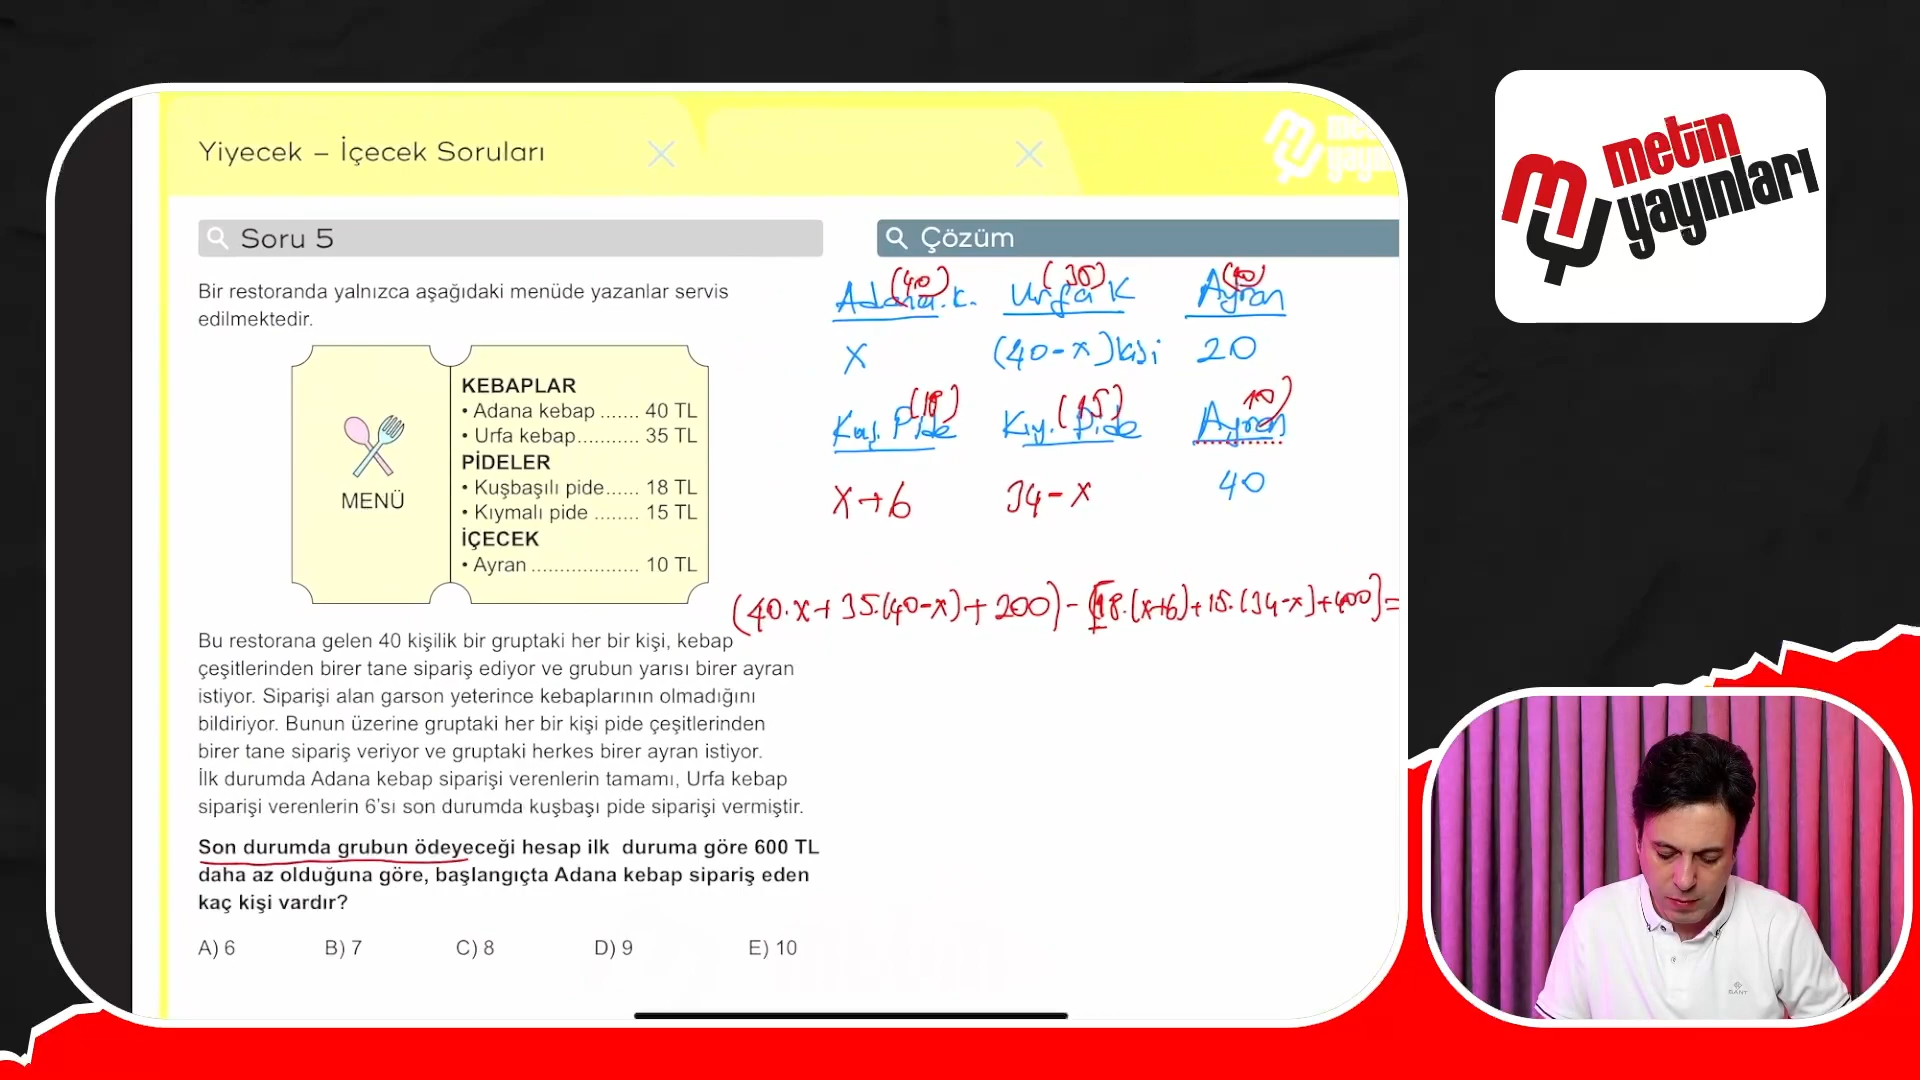 Yiyecek – İçecek Soruları
metin
yayınları
Soru 5
Çözüm
Bir restoranda yalnızca aşağıdaki menüde yazanlar servis
edilmektedir.
MENÜ
KEBAPLAR
• Adana kebap ....... 40 TL
• Urfa kebap........... 35 TL
PİDELER
• Kuşbaşılı pide...... 18 TL
• Kıymalı pide ........ 15 TL
İÇECEK
• Ayran ................... 10 TL
Bu restorana gelen 40 kişilik bir gruptaki her bir kişi, kebap
çeşitlerinden birer tane sipariş ediyor ve grubun yarısı birer ayran
istiyor. Siparişi alan garson yeterince kebaplarının olmadığını
bildiriyor. Bunun üzerine gruptaki her bir kişi pide çeşitlerinden
birer tane sipariş veriyor ve gruptaki herkes birer ayran istiyor.
İlk durumda Adana kebap siparişi verenlerin tamamı, Urfa kebap
siparişi verenlerin 6'sı son durumda kuşbaşı pide siparişi vermiştir.
Son durumda grubun ödeyeceği hesap ilk duruma göre 600 TL
daha az olduğuna göre, başlangıçta Adana kebap sipariş eden
kaç kişi vardır?
A) 6 B) 7 C) 8 D) 9 E) 10
(40) (35) (10)
Adana.K. Urfa K Ayran
x (40-x)kişi 20
(18) (15) 10)
Kuş. Pide Kıy. Pide Ayran
x+6 34-x 40
(40.x+35.(40-x)+200)-[18.(x+6)+15.(34-x)+400]=
metin
yayınları
SANT